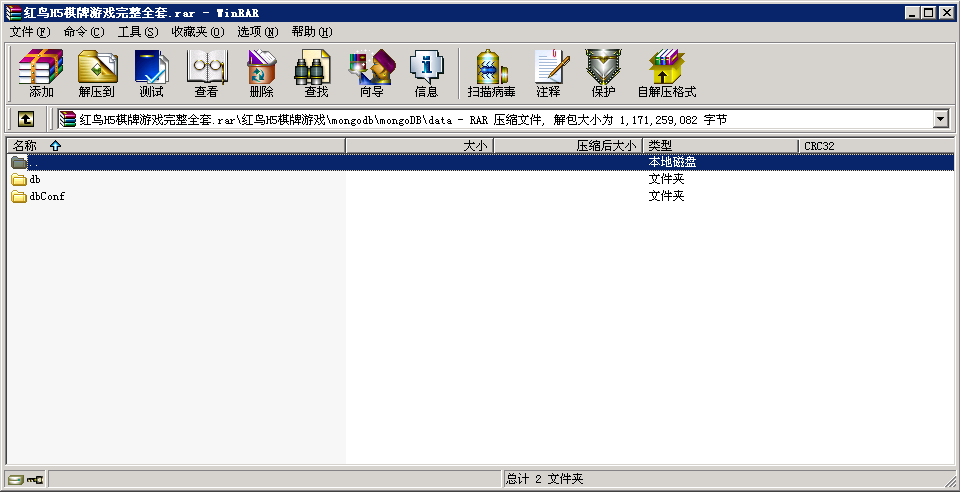 红鸟H5棋牌游戏完整全套.rar - WinRAR
文件(F) 命令(C) 工具(S) 收藏夹(O) 选项(N) 帮助(H)
添加 解压到 测试 查看 删除 查找 向导 信息 扫描病毒 注释 保护 自解压格式
红鸟H5棋牌游戏完整全套.rar\红鸟H5棋牌游戏\mongodb\mongoDB\data - RAR 压缩文件, 解包大小为 1,171,259,082 字节
名称 大小 压缩后大小 类型 CRC32
.. 本地磁盘
db 文件夹
dbConf 文件夹
总计 2 文件夹